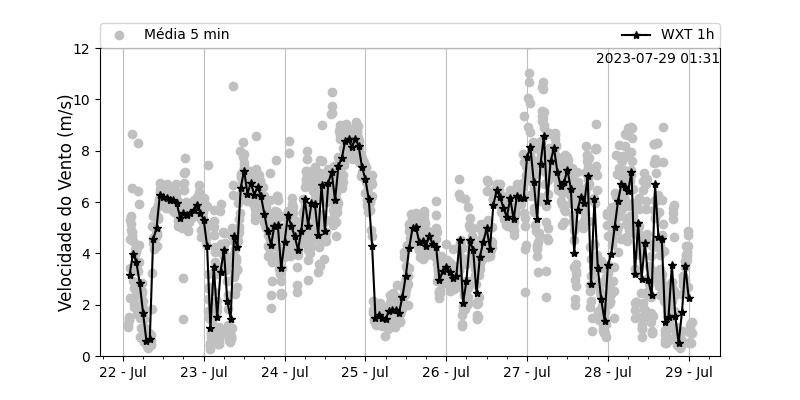 Média 5 min
WXT 1h
2023-07-29 01:31
Velocidade do Vento (m/s)
12
10
8
6
4
2
0
22 - Jul
23 - Jul
24 - Jul
25 - Jul
26 - Jul
27 - Jul
28 - Jul
29 - Jul